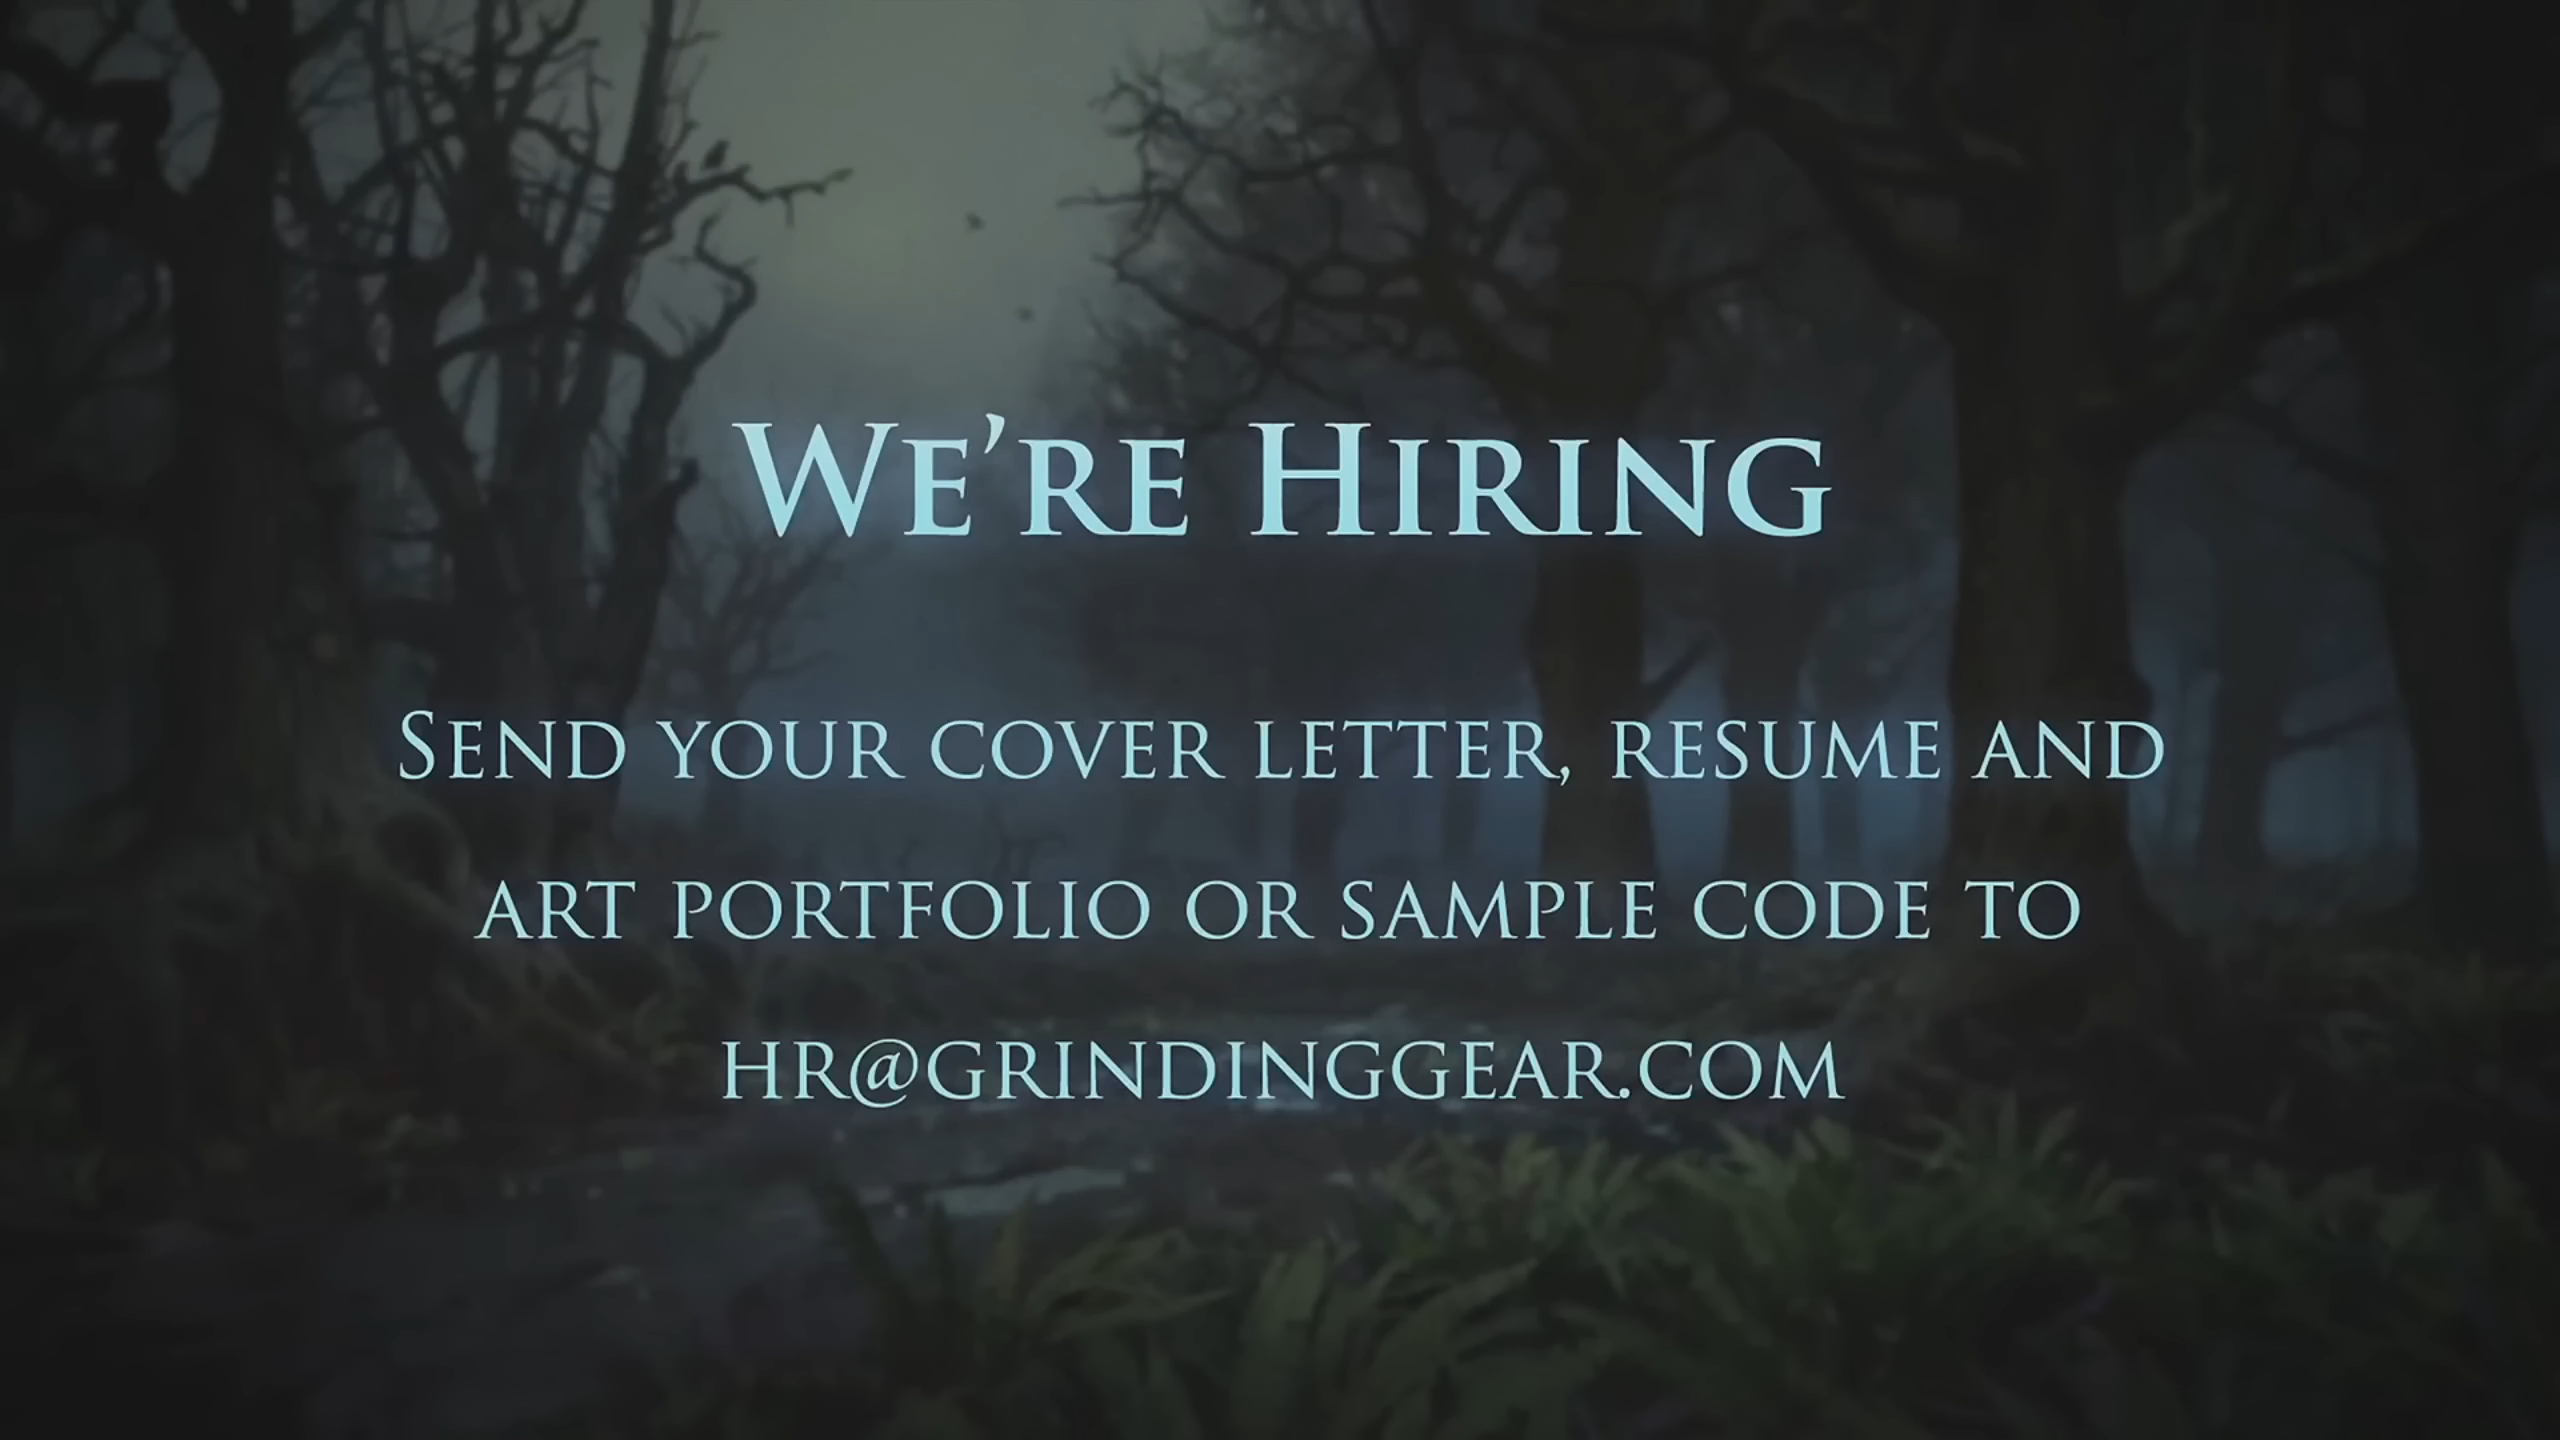 We're Hiring
Send your cover letter, resume and
art portfolio or sample code to
hr@grindinggear.com